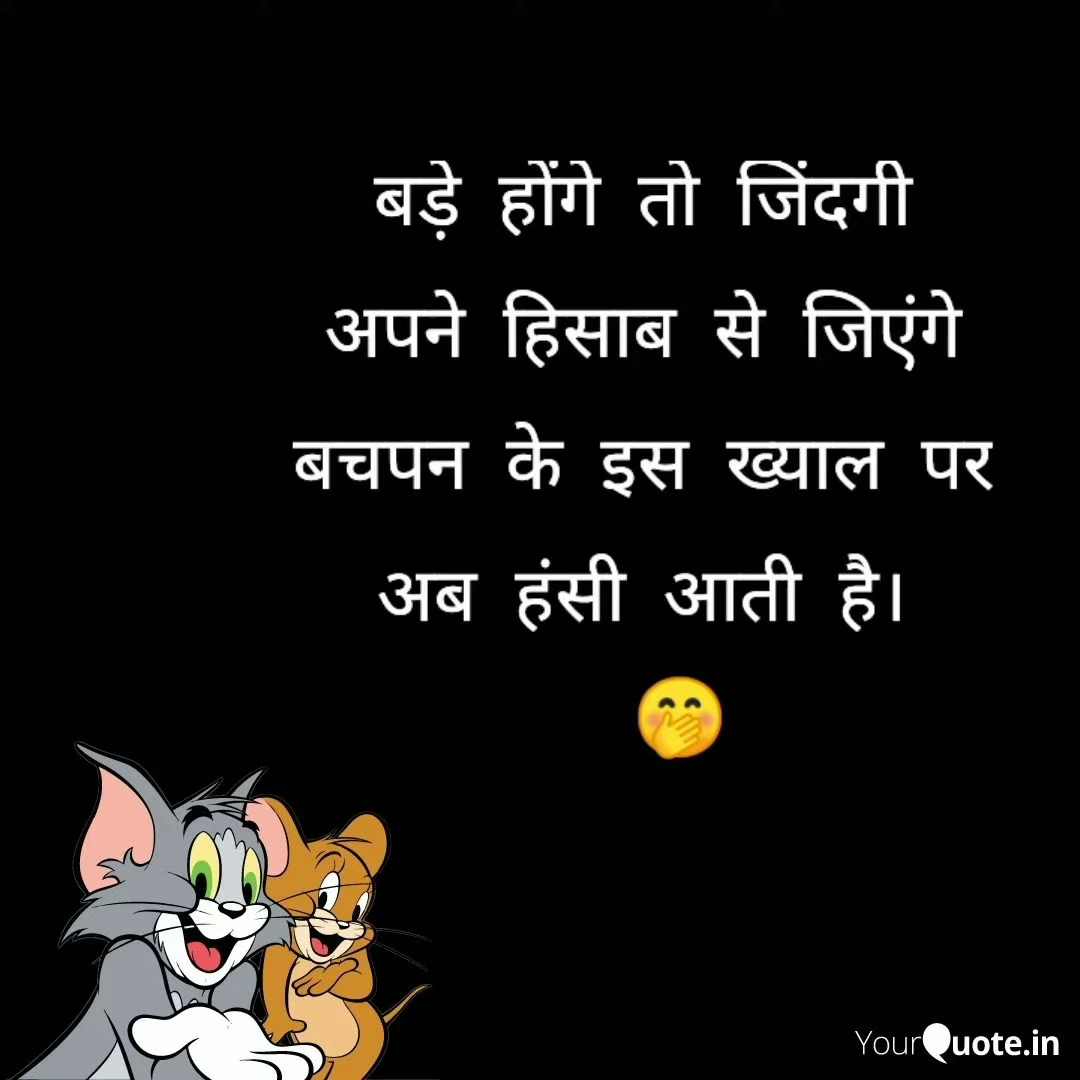 बड़े होंगे तो जिंदगी
अपने हिसाब से जिएंगे
बचपन के इस ख्याल पर
अब हंसी आती है।
YourQuote.in